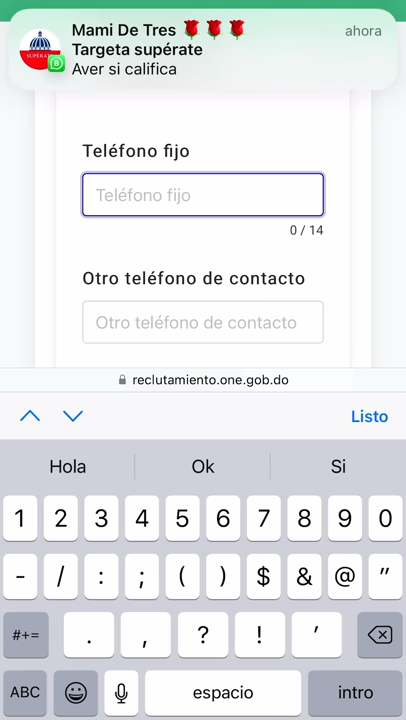 Mami De Tres 🌹🌹🌹
ahora
Targeta supérate
Aver si califica
Teléfono fijo
Teléfono fijo
0 / 14
Otro teléfono de contacto
Otro teléfono de contacto
reclutamiento.one.gob.do
Listo
Hola Ok Si
1 2 3 4 5 6 7 8 9 0
- / : ; ( ) $ & @ "
#+= . , ? ! '
ABC espacio intro